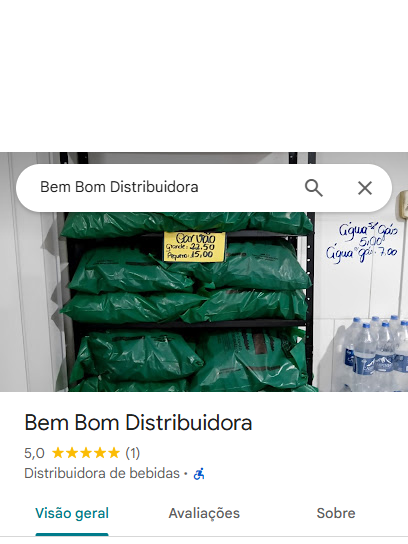 Bem Bom Distribuidora
Carvão
Grande: 22,50
Pequeno: 15,00
Água s/ Gás
5,00
Água c/ gás: 7,00
Bem Bom Distribuidora
5,0 ★★★★★ (1)
Distribuidora de bebidas ·
Visão geral
Avaliações
Sobre